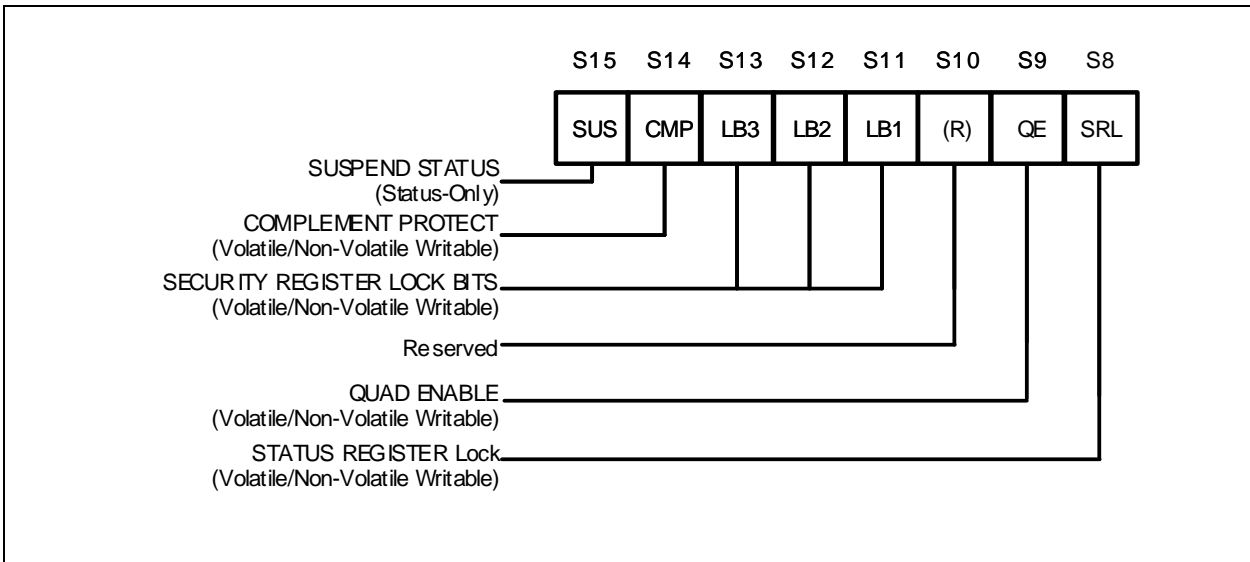 S15 S14 S13 S12 S11 S10 S9 S8
SUS CMP LB3 LB2 LB1 (R) QE SRL
SUSPEND STATUS
(Status-Only)
COMPLEMENT PROTECT
(Volatile/Non-Volatile Writable)
SECURITY REGISTER LOCK BITS
(Volatile/Non-Volatile Writable)
Reserved
QUAD ENABLE
(Volatile/Non-Volatile Writable)
STATUS REGISTER Lock
(Volatile/Non-Volatile Writable)